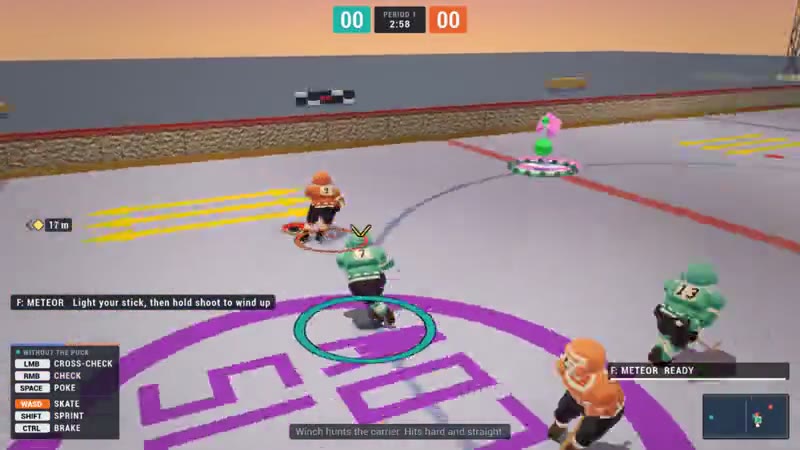 00
PERIOD 1
2:58
00
17 m
7
13
F: METEOR Light your stick, then hold shoot to wind up
F: METEOR READY
WITHOUT THE PUCK
LMB CROSS-CHECK
RMB CHECK
SPACE POKE
WASD SKATE
SHIFT SPRINT
CTRL BRAKE
Winch hunts the carrier. Hits hard and straight.